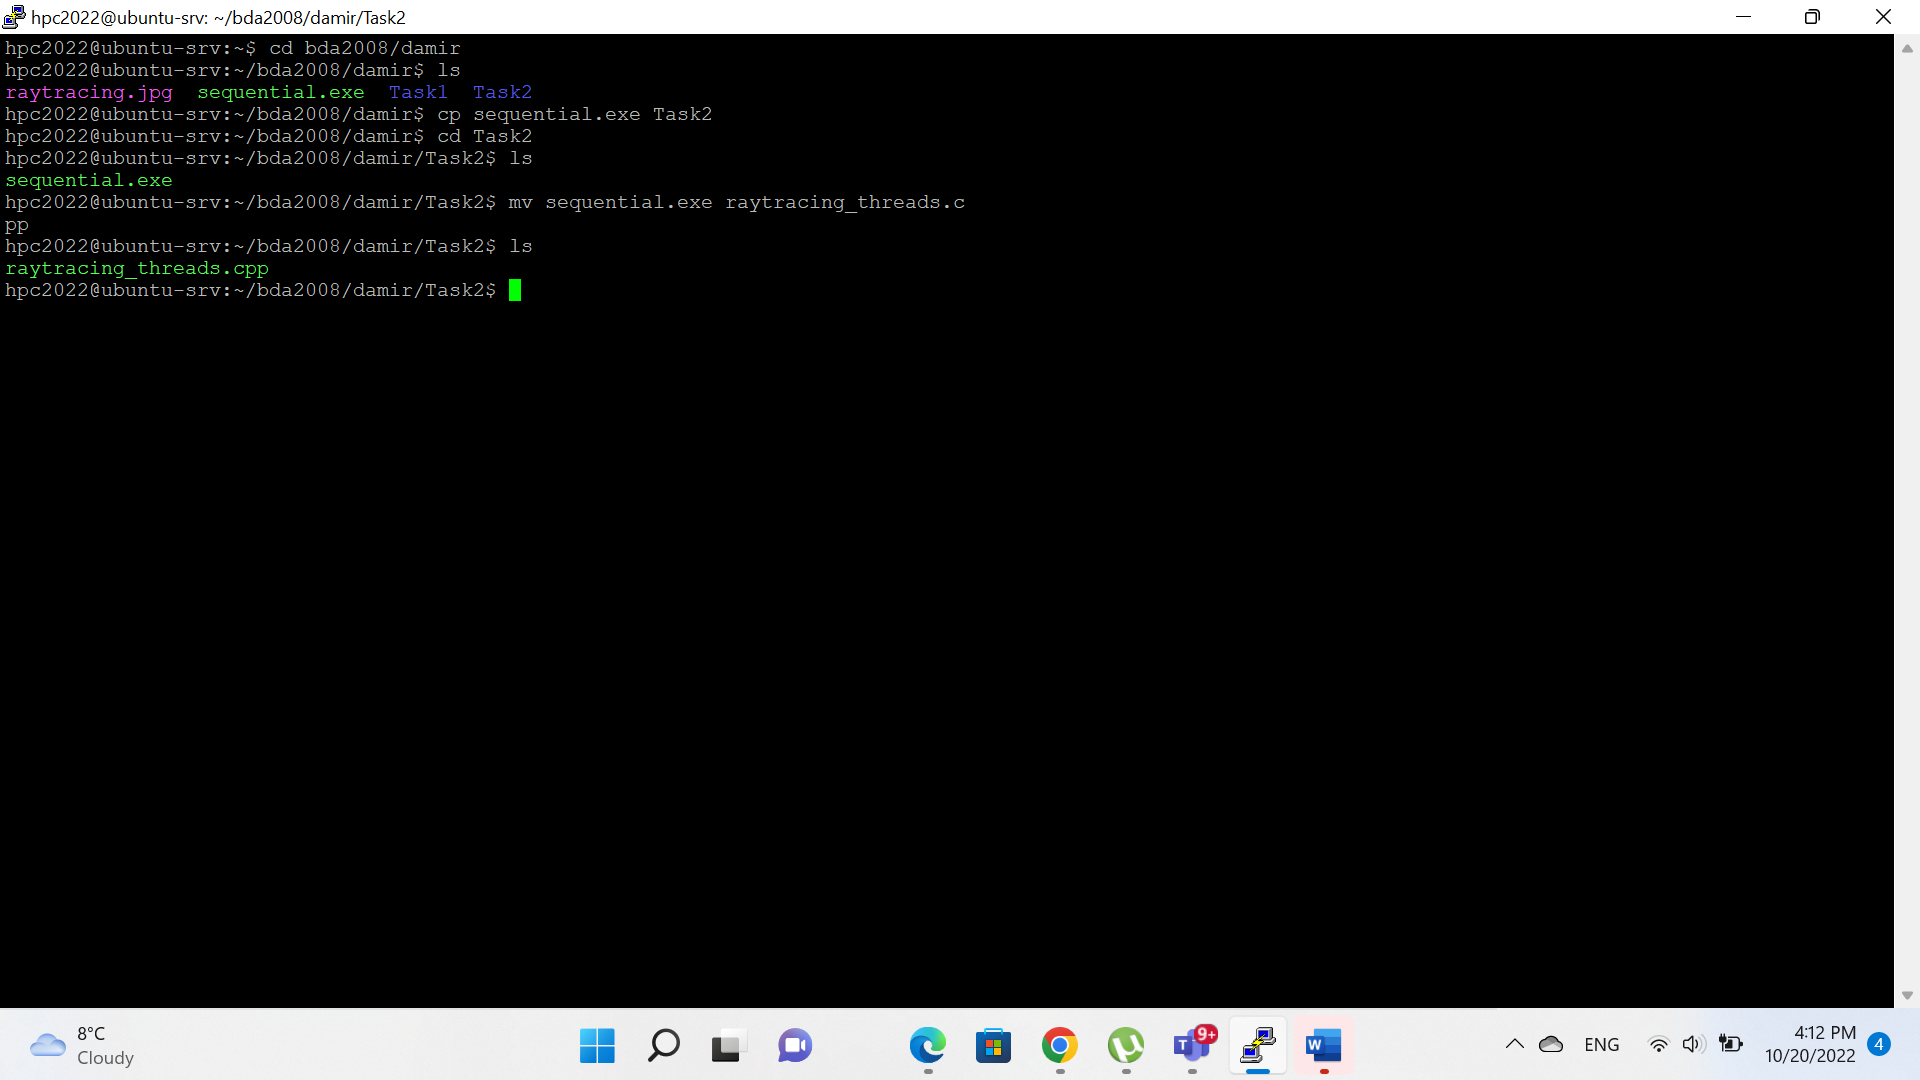 hpc2022@ubuntu-srv: ~/bda2008/damir/Task2
hpc2022@ubuntu-srv:~$ cd bda2008/damir
hpc2022@ubuntu-srv:~/bda2008/damir$ ls
raytracing.jpg  sequential.exe  Task1  Task2
hpc2022@ubuntu-srv:~/bda2008/damir$ cp sequential.exe Task2
hpc2022@ubuntu-srv:~/bda2008/damir$ cd Task2
hpc2022@ubuntu-srv:~/bda2008/damir/Task2$ ls
sequential.exe
hpc2022@ubuntu-srv:~/bda2008/damir/Task2$ mv sequential.exe raytracing_threads.c
pp
hpc2022@ubuntu-srv:~/bda2008/damir/Task2$ ls
raytracing_threads.cpp
hpc2022@ubuntu-srv:~/bda2008/damir/Task2$
8°C
Cloudy
T
9+
W
ENG
4:12 PM
10/20/2022
4